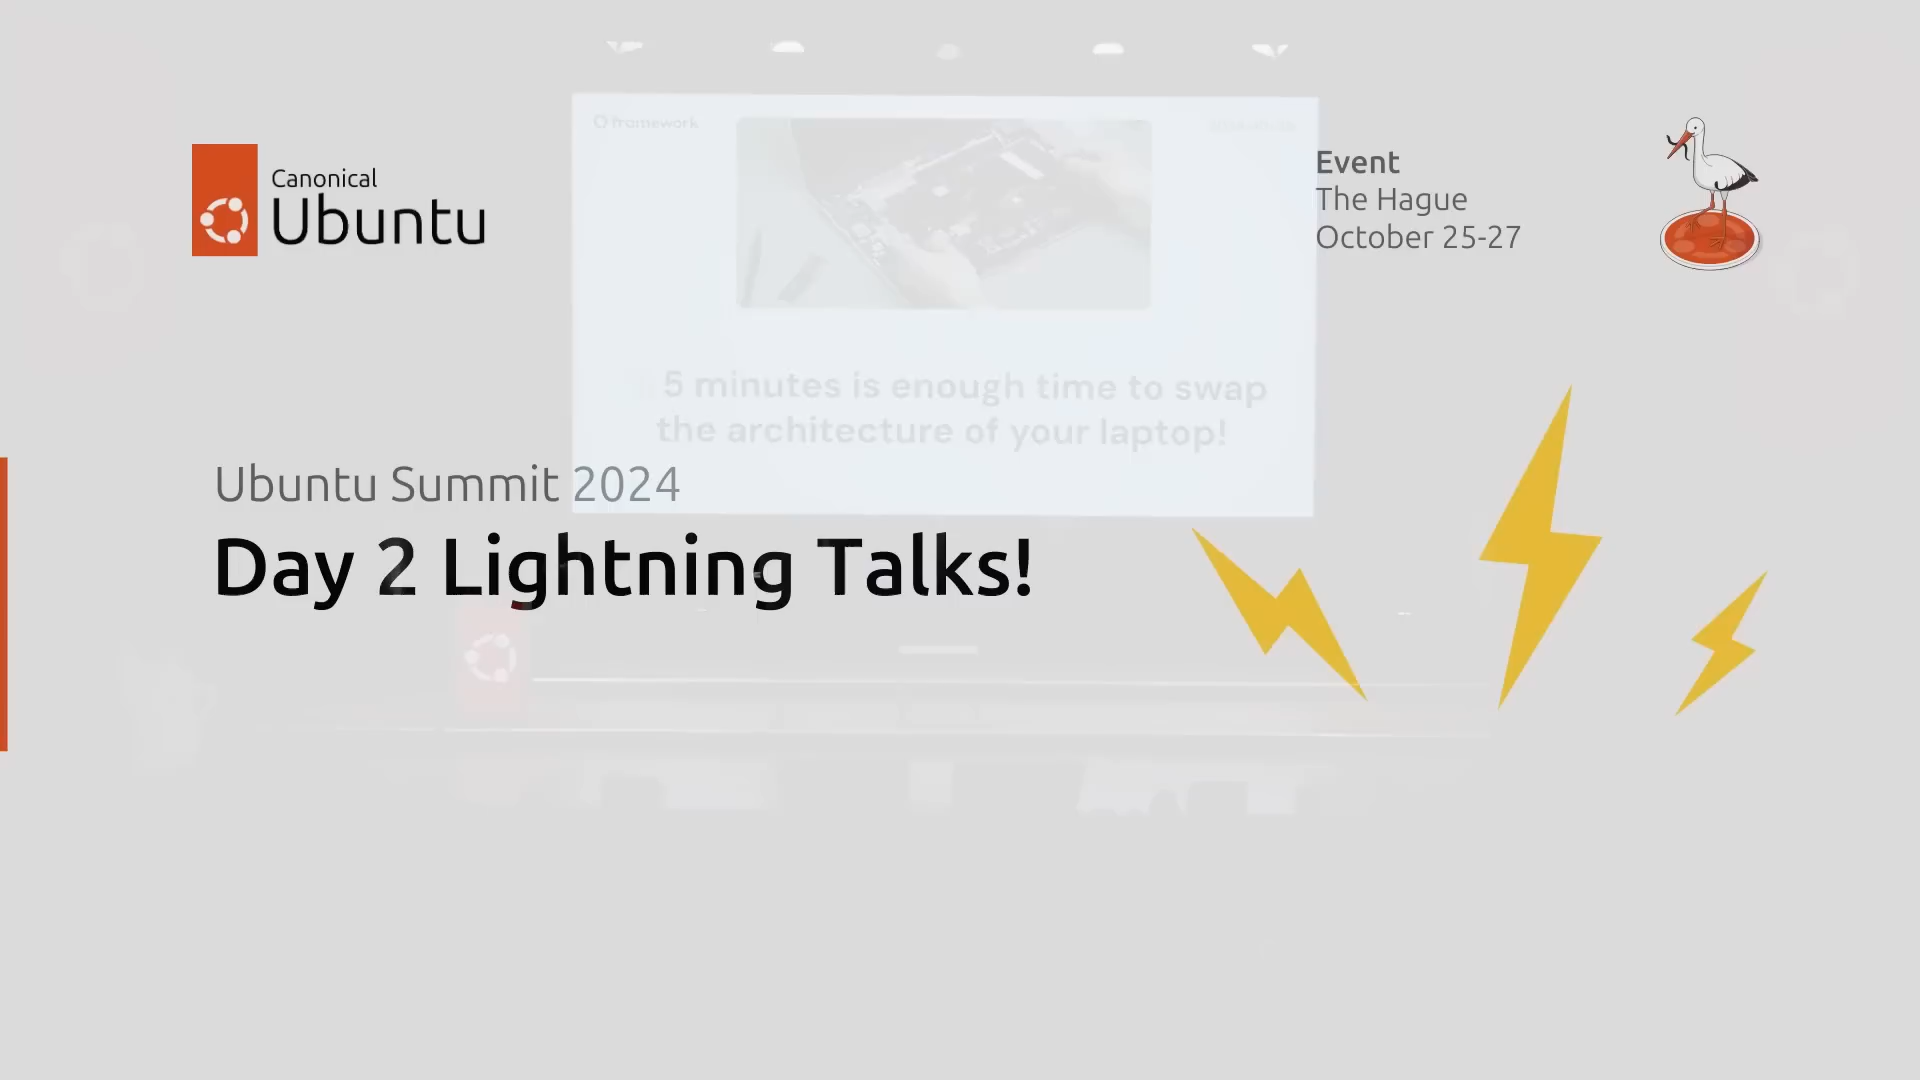 Canonical
Ubuntu
Event
The Hague
October 25-27
framework
5 minutes is enough time to swap
the architecture of your laptop!
Ubuntu Summit 2024
Day 2 Lightning Talks!